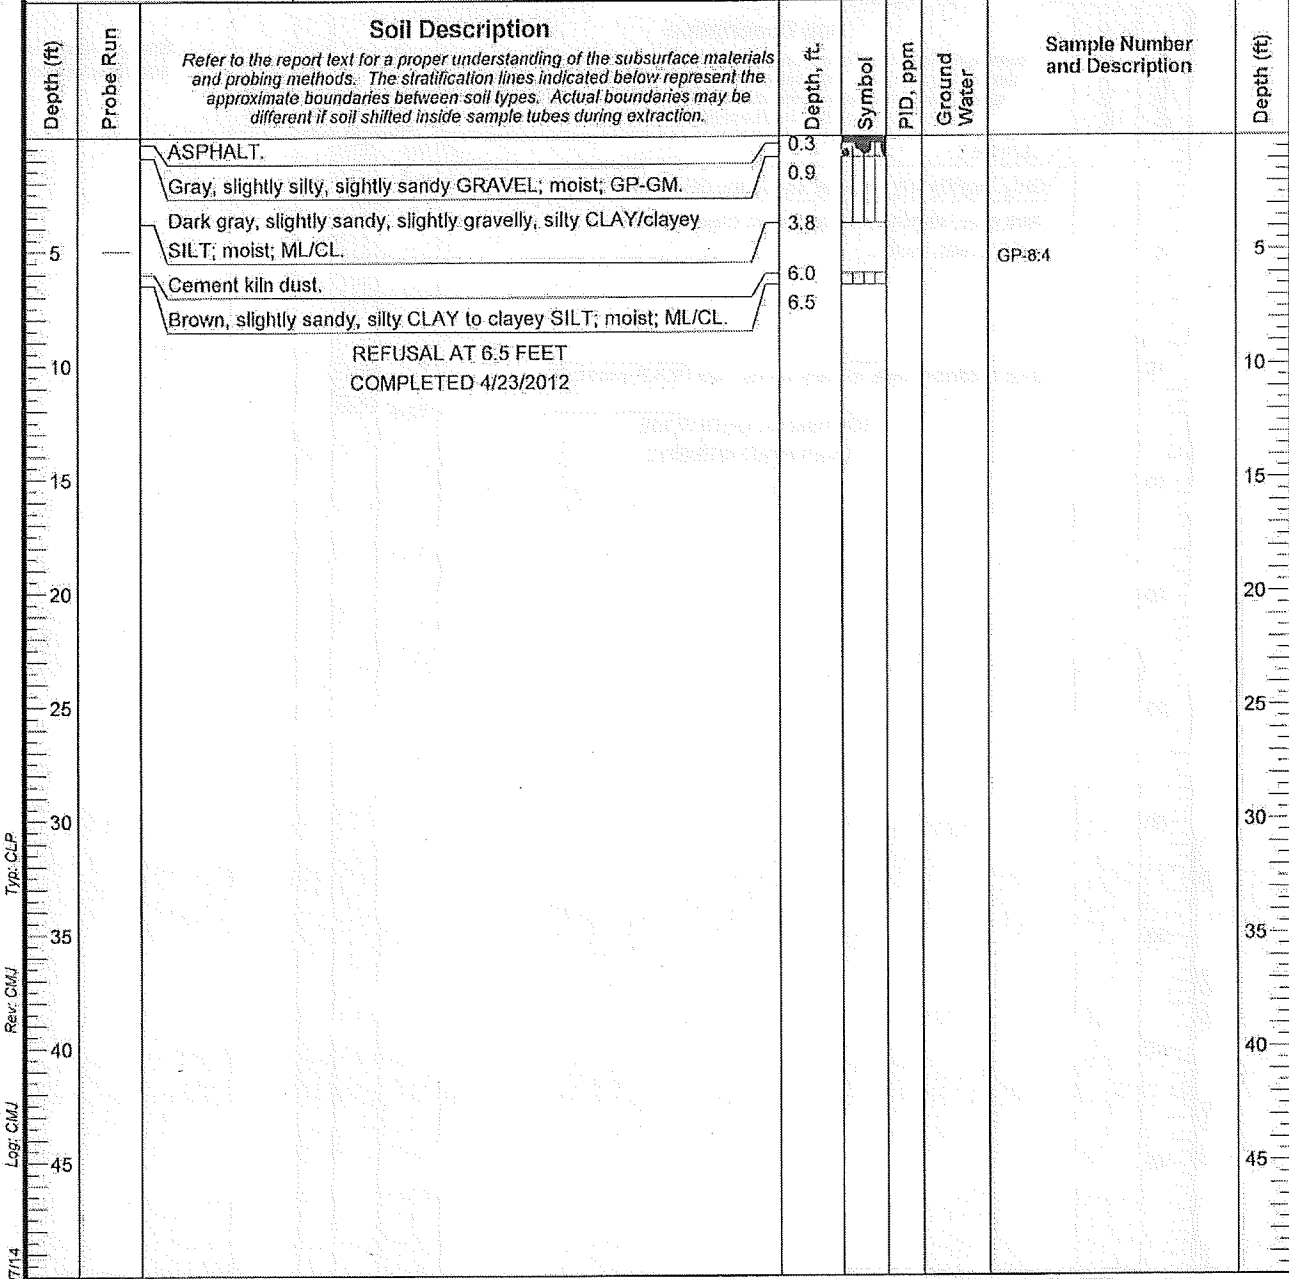 Depth (ft)
Probe Run
Soil Description
Refer to the report text for a proper understanding of the subsurface materials
and probing methods. The stratification lines indicated below represent the
approximate boundaries between soil types. Actual boundaries may be
different if soil shifted inside sample tubes during extraction.
Depth, ft.
Symbol
PID, ppm
Ground
Water
Sample Number
and Description
Depth (ft)
ASPHALT.
0.3
Gray, slightly silty, sightly sandy GRAVEL; moist; GP-GM.
0.9
Dark gray, slightly sandy, slightly gravelly, silty CLAY/clayey
SILT; moist; ML/CL.
3.8
5
GP-8:4
5
Cement kiln dust.
6.0
Brown, slightly sandy, silty CLAY to clayey SILT; moist; ML/CL.
6.5
REFUSAL AT 6.5 FEET
COMPLETED 4/23/2012
10
10
15
15
20
20
25
25
30
30
35
35
40
40
45
45
Typ: CLP
Rev: CMJ
Log: CMJ
7/14